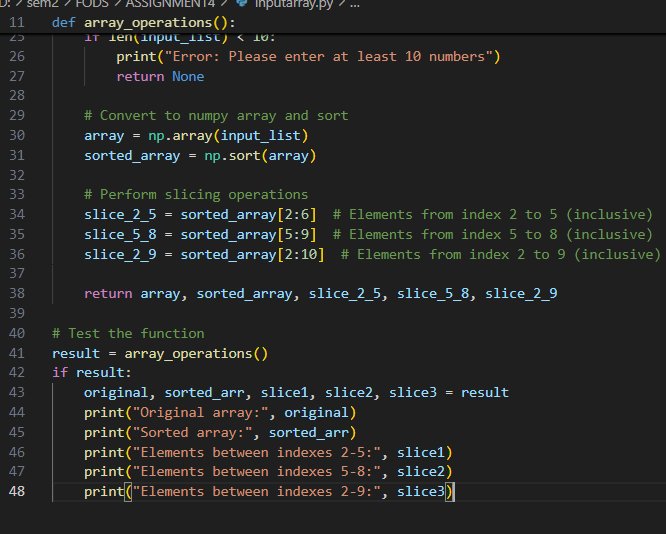 D: > sem2 > FODS > ASSIGNMENT4 > inputarray.py > ...
11 def array_operations():
25 if len(input_list) < 10:
26 print("Error: Please enter at least 10 numbers")
27 return None
28
29 # Convert to numpy array and sort
30 array = np.array(input_list)
31 sorted_array = np.sort(array)
32
33 # Perform slicing operations
34 slice_2_5 = sorted_array[2:6]  # Elements from index 2 to 5 (inclusive)
35 slice_5_8 = sorted_array[5:9]  # Elements from index 5 to 8 (inclusive)
36 slice_2_9 = sorted_array[2:10]  # Elements from index 2 to 9 (inclusive)
37
38 return array, sorted_array, slice_2_5, slice_5_8, slice_2_9
39
40 # Test the function
41 result = array_operations()
42 if result:
43 original, sorted_arr, slice1, slice2, slice3 = result
44 print("Original array:", original)
45 print("Sorted array:", sorted_arr)
46 print("Elements between indexes 2-5:", slice1)
47 print("Elements between indexes 5-8:", slice2)
48 print("Elements between indexes 2-9:", slice3)